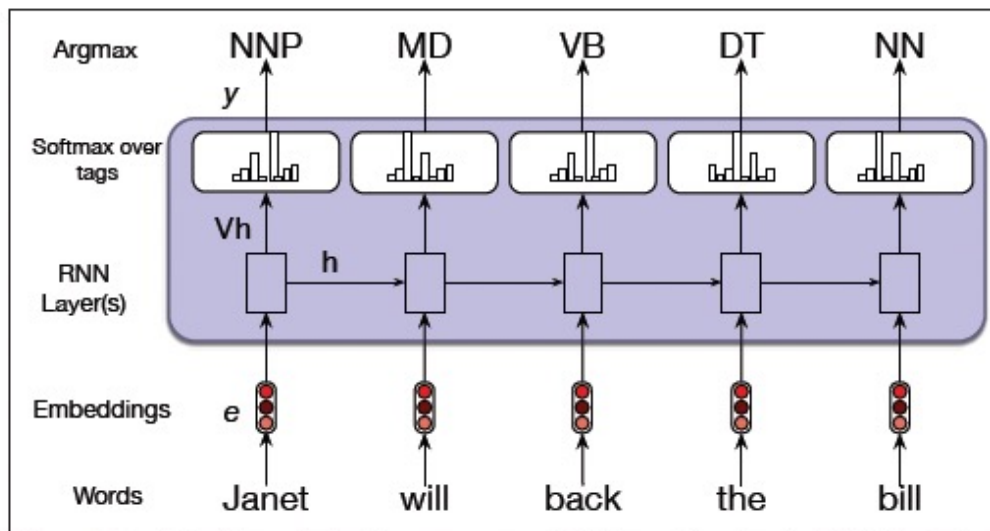 Argmax NNP MD VB DT NN
y
Softmax over
tags
Vh
h
RNN
Layer(s)
Embeddings e
Words Janet will back the bill